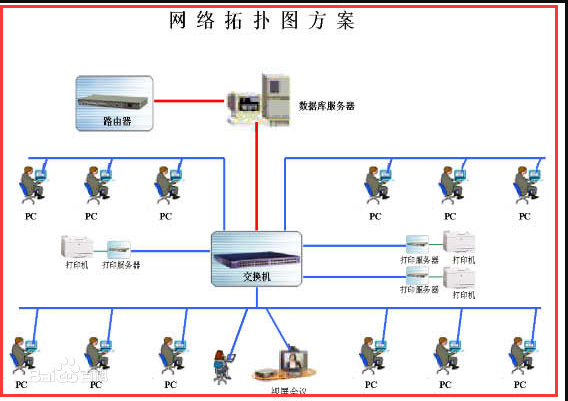 网络拓扑图方案
数据库服务器
路由器
PC
PC
PC
PC
PC
PC
打印机
打印服务器
交换机
打印服务器
打印机
打印服务器
打印机
PC
PC
PC
PC
PC
PC
视屏会议
Baidu百科